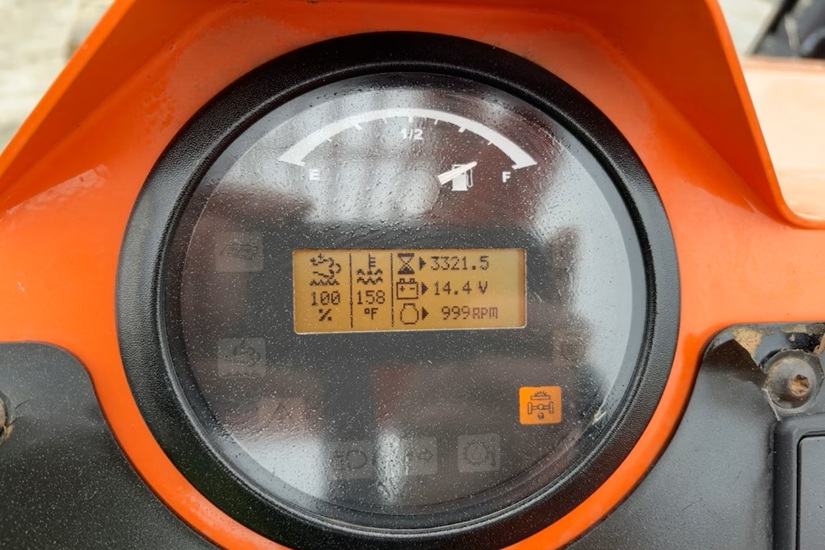 1/2
E F
3321.5
14.4 V
100 158 999 RPM
% °F